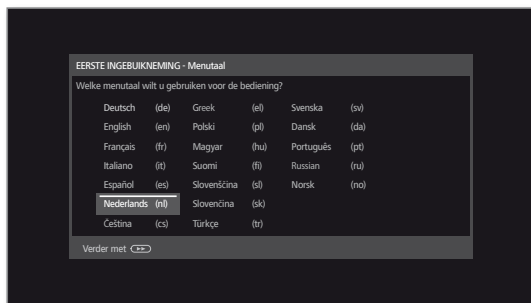 EERSTE INGEBUIKNEMING - Menutaal
Welke menutaal wilt u gebruiken voor de bediening?
Deutsch (de) Greek (el) Svenska (sv)
English (en) Polski (pl) Dansk (da)
Français (fr) Magyar (hu) Português (pt)
Italiano (it) Suomi (fi) Russian (ru)
Español (es) Slovenščina (sl) Norsk (no)
Nederlands (nl) Slovenčina (sk)
Čeština (cs) Türkçe (tr)
Verder met